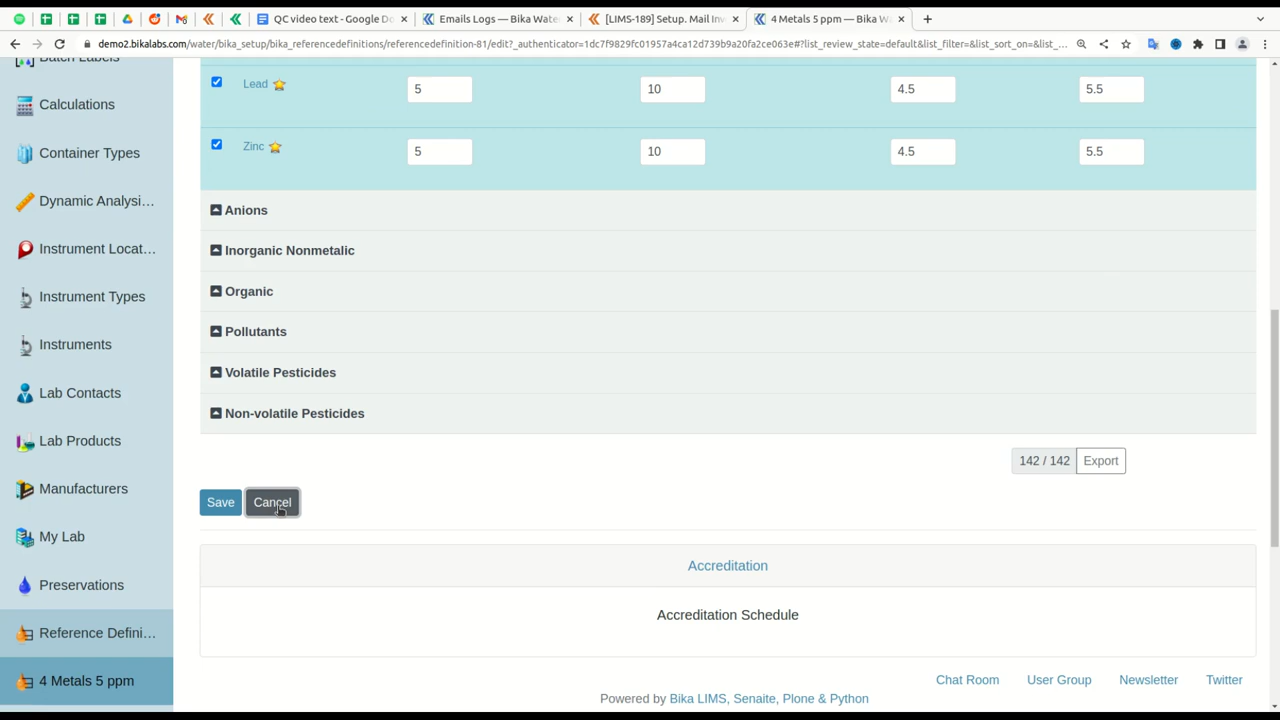 QC video text - Google Do
Emails Logs — Bika Wate
[LIMS-189] Setup. Mail Inv
4 Metals 5 ppm — Bika W
demo2.bikalabs.com/water/bika_setup/bika_referencedefinitions/referencedefinition-81/edit?_authenticator=1dc7f9829fc01957a4ca12d739b9a20fa2ce063e#?list_review_state=default&list_filter=&list_sort_on=&list_...
Batch Labels
Calculations
Container Types
Dynamic Analysi...
Instrument Locat...
Instrument Types
Instruments
Lab Contacts
Lab Products
Manufacturers
My Lab
Preservations
Reference Defini...
4 Metals 5 ppm
Lead 5 10 4.5 5.5
Zinc 5 10 4.5 5.5
Anions
Inorganic Nonmetalic
Organic
Pollutants
Volatile Pesticides
Non-volatile Pesticides
142 / 142 Export
Save Cancel
Accreditation
Accreditation Schedule
Chat Room User Group Newsletter Twitter
Powered by Bika LIMS, Senaite, Plone & Python